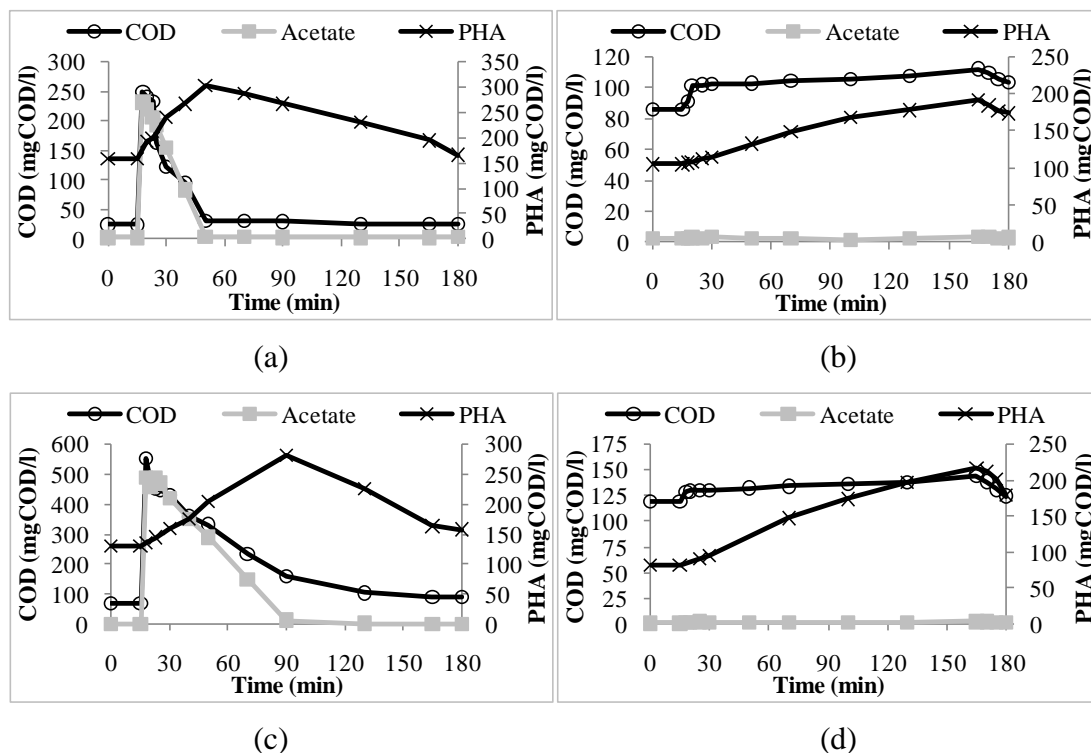 COD Acetate PHA
300
250
200
150
100
50
0
COD (mgCOD/l)
350
300
250
200
150
100
50
0
PHA (mgCOD/l)
0 30 60 90 120 150 180
Time (min)
(a)
COD Acetate PHA
120
100
80
60
40
20
0
COD (mgCOD/l)
250
200
150
100
50
0
PHA (mgCOD/l)
0 30 60 90 120 150 180
Time (min)
(b)
COD Acetate PHA
600
500
400
300
200
100
0
COD (mgCOD/l)
300
250
200
150
100
50
0
PHA (mgCOD/l)
0 30 60 90 120 150 180
Time (min)
(c)
COD Acetate PHA
175
150
125
100
75
50
25
0
COD (mgCOD/l)
250
200
150
100
50
0
PHA (mgCOD/l)
0 30 60 90 120 150 180
Time (min)
(d)